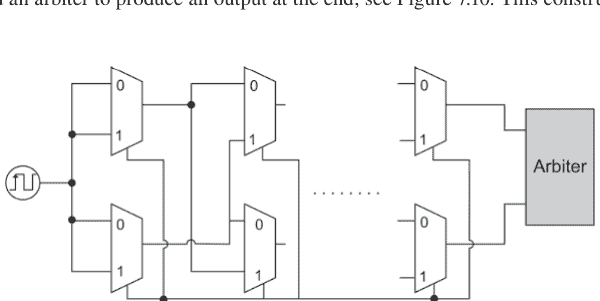 an arbiter to produce an output at the end, see Figure 7.10. This
0 0 0
1 1 1
Arbiter
0 0 0
1 1 1